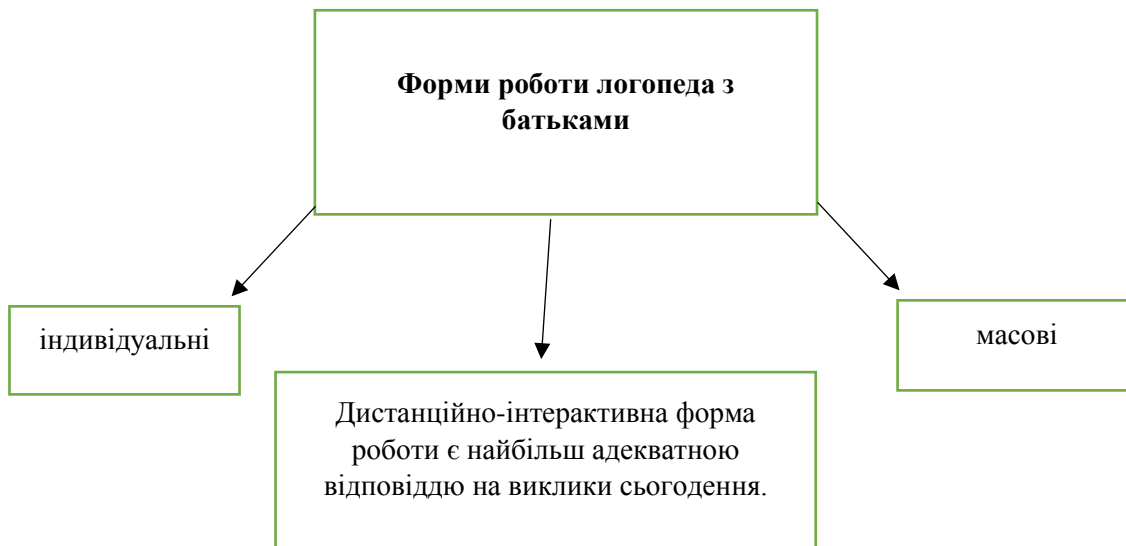 Форми роботи логопеда з
батьками
індивідуальні
масові
Дистанційно-інтерактивна форма
роботи є найбільш адекватною
відповіддю на виклики сьогодення.